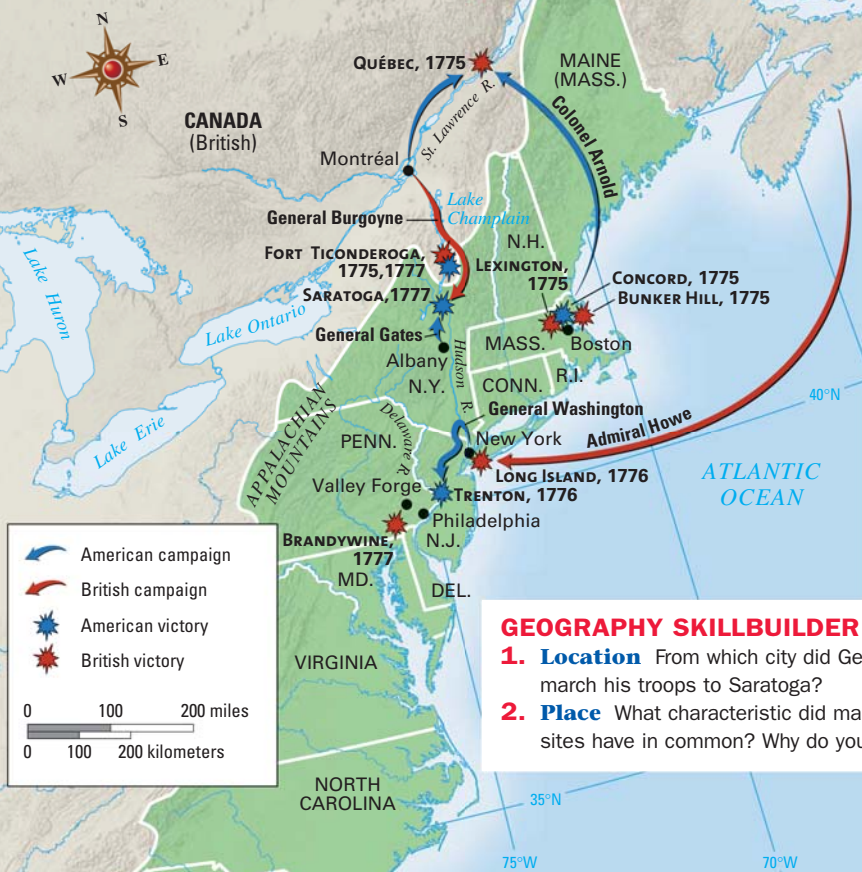 N
W
E
S
QUÉBEC, 1775
MAINE
(MASS.)
CANADA
(British)
St. Lawrence R.
Colonel Arnold
Montréal
Lake
Champlain
General Burgoyne
N.H.
FORT TICONDEROGA,
1775,1777
LEXINGTON,
1775
CONCORD, 1775
BUNKER HILL, 1775
SARATOGA,1777
Lake Huron
Lake Ontario
General Gates
Albany
MASS.
Boston
N.Y.
Hudson R.
CONN.
R.I.
40°N
General Washington
Lake Erie
APPALACHIAN
MOUNTAINS
Delaware R.
PENN.
New York
Admiral Howe
LONG ISLAND, 1776
ATLANTIC
OCEAN
Valley Forge
TRENTON, 1776
Philadelphia
BRANDYWINE,
1777
N.J.
MD.
DEL.
American campaign
British campaign
American victory
British victory
0 100 200 miles
0 100 200 kilometers
VIRGINIA
NORTH
CAROLINA
35°N
75°W
70°W
GEOGRAPHY SKILLBUILDER
1. Location From which city did Ge
march his troops to Saratoga?
2. Place What characteristic did ma
sites have in common? Why do you